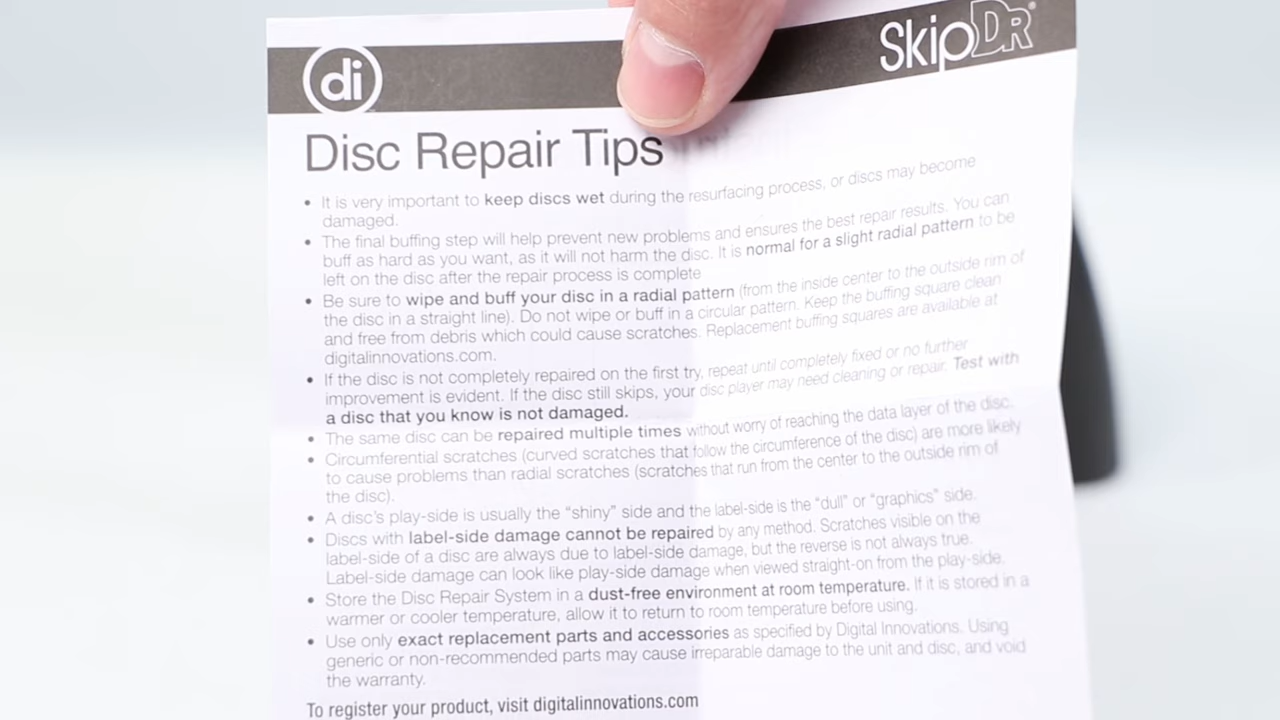 di
SkipDR®
Disc Repair Tips
• It is very important to keep discs wet during the resurfacing process, or discs may become
damaged.
• The final buffing step will help prevent new problems and ensures the best repair results. You can
buff as hard as you want, as it will not harm the disc. It is normal for a slight radial pattern to be
left on the disc after the repair process is complete
• Be sure to wipe and buff your disc in a radial pattern (from the inside center to the outside rim of
the disc in a straight line). Do not wipe or buff in a circular pattern. Keep the buffing square clean
and free from debris which could cause scratches. Replacement buffing squares are available at
digitalinnovations.com.
• If the disc is not completely repaired on the first try, repeat until completely fixed or no further
improvement is evident. If the disc still skips, your disc player may need cleaning or repair. Test with
a disc that you know is not damaged.
• The same disc can be repaired multiple times without worry of reaching the data layer of the disc.
• Circumferential scratches (curved scratches that follow the circumference of the disc) are more likely
to cause problems than radial scratches (scratches that run from the center to the outside rim of
the disc).
• A disc's play-side is usually the “shiny” side and the label-side is the “dull” or “graphics” side.
• Discs with label-side damage cannot be repaired by any method. Scratches visible on the
label-side of a disc are always due to label-side damage, but the reverse is not always true.
Label-side damage can look like play-side damage when viewed straight-on from the play-side.
• Store the Disc Repair System in a dust-free environment at room temperature. If it is stored in a
warmer or cooler temperature, allow it to return to room temperature before using.
• Use only exact replacement parts and accessories as specified by Digital Innovations. Using
generic or non-recommended parts may cause irreparable damage to the unit and disc, and void
the warranty.
To register your product, visit digitalinnovations.com